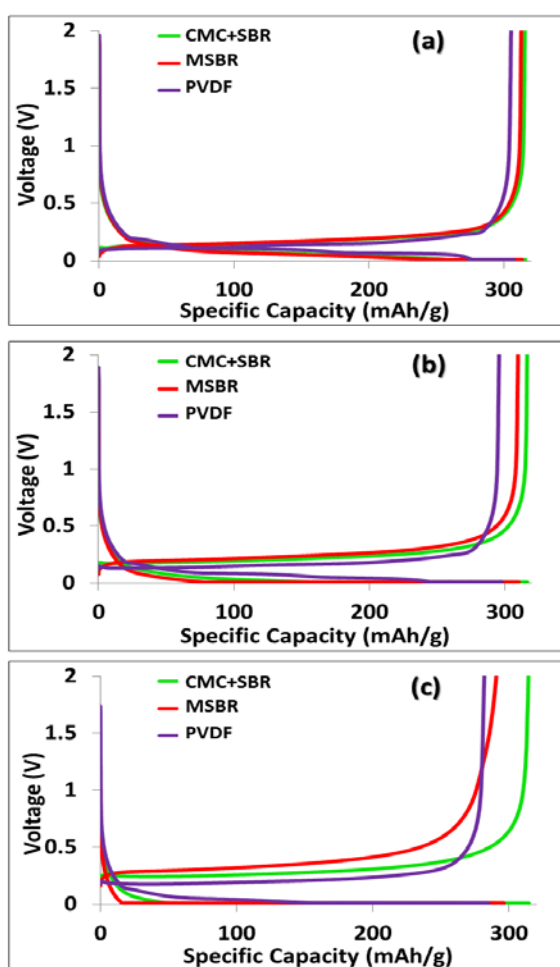 (a)
CMC+SBR
MSBR
PVDF
Voltage (V)
2
1.5
1
0.5
0
0 100 200 300
Specific Capacity (mAh/g)
(b)
CMC+SBR
MSBR
PVDF
Voltage (V)
2
1.5
1
0.5
0
0 100 200 300
Specific Capacity (mAh/g)
(c)
CMC+SBR
MSBR
PVDF
Voltage (V)
2
1.5
1
0.5
0
0 100 200 300
Specific Capacity (mAh/g)